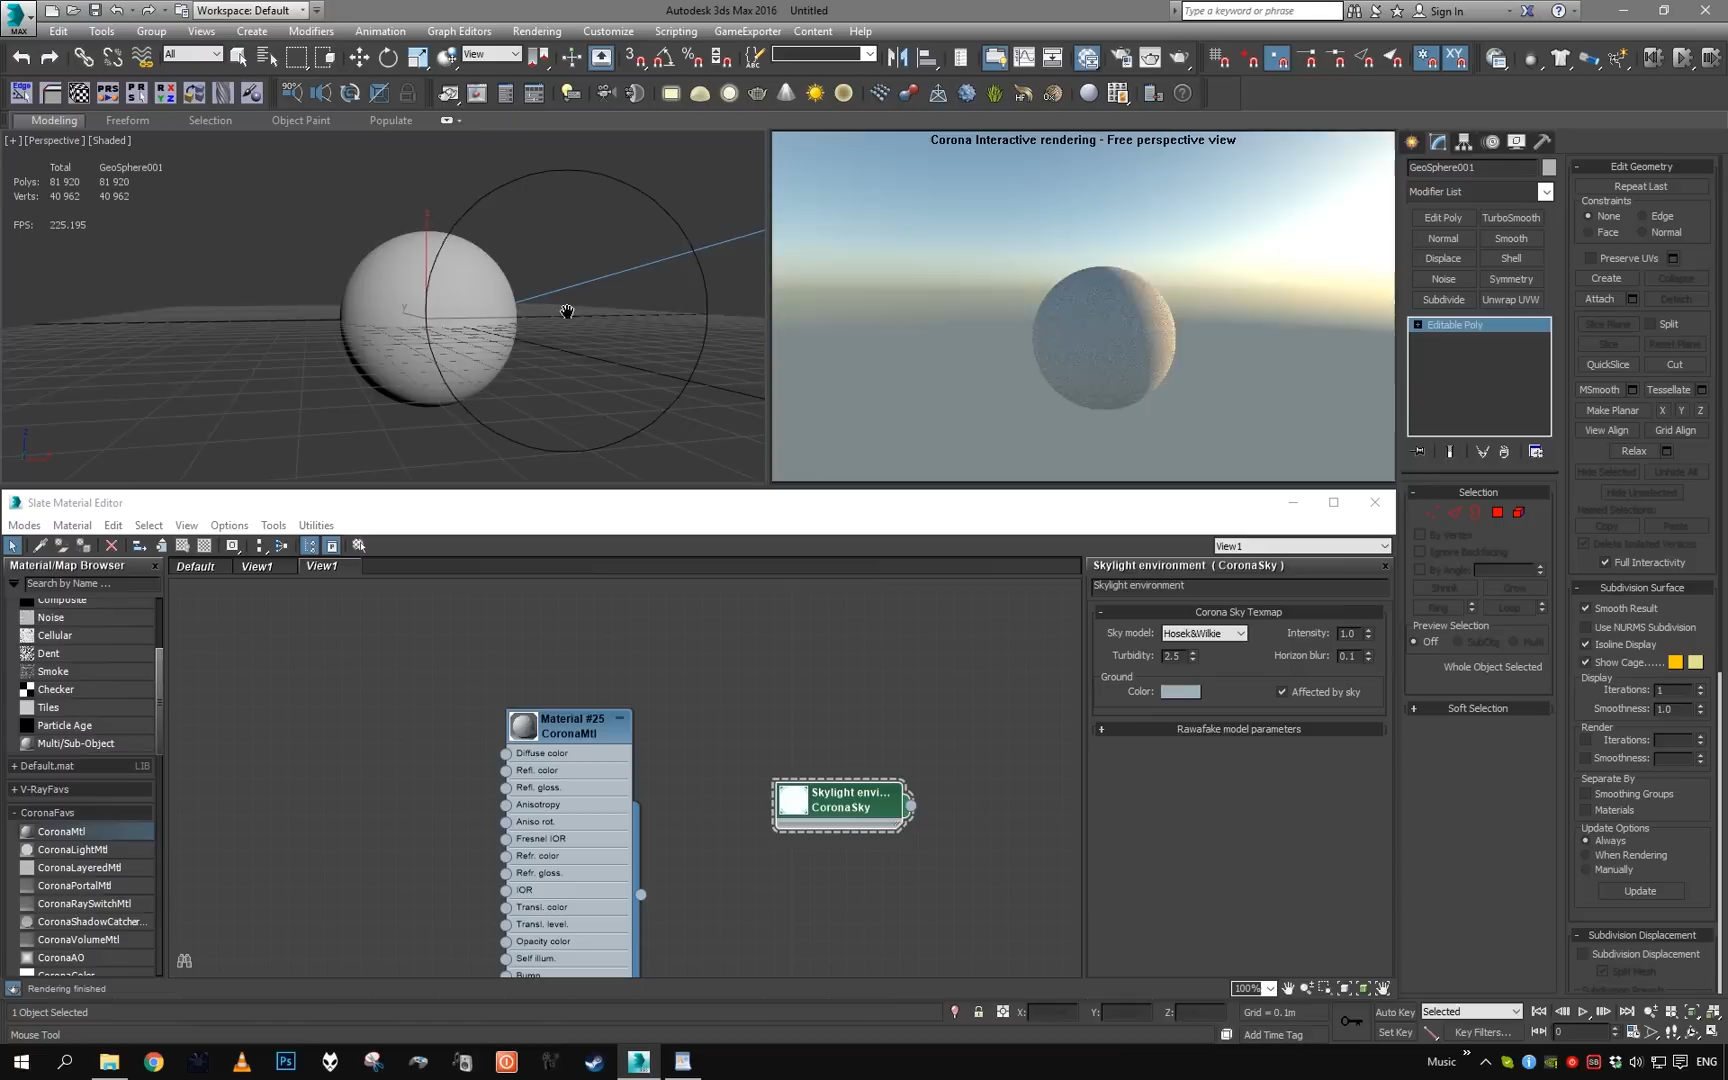 MAX
Workspace: Default
Autodesk 3ds Max 2016
Untitled
Type a keyword or phrase
Sign In
Edit
Tools
Group
Views
Create
Modifiers
Animation
Graph Editors
Rendering
Customize
Scripting
GameExporter
Content
Help
All
View
Modeling
Freeform
Selection
Object Paint
Populate
[+] [Perspective] [Shaded]
Total GeoSphere001
Polys: 81 920 81 920
Verts: 40 962 40 962
FPS: 225.195
Corona Interactive rendering - Free perspective view
GeoSphere001
Modifier List
Edit Poly TurboSmooth
Normal Smooth
Displace Shell
Noise Symmetry
Subdivide Unwrap UVW
Editable Poly
Selection
By Vertex
Ignore Backfacing
By Angle:
Shrink Grow
Ring Loop
Preview Selection
Off SubObj Multi
Whole Object Selected
Soft Selection
Edit Geometry
Repeat Last
Constraints
None Edge
Face Normal
Preserve UVs
Create Collapse
Attach Detach
Slice Plane Split
Slice Reset Plane
QuickSlice Cut
MSmooth Tessellate
Make Planar X Y Z
View Align Grid Align
Relax
Hide Selected Unhide All
Hide Unselected
Named Selections:
Copy Paste
Delete Isolated Vertices
Full Interactivity
Subdivision Surface
Smooth Result
Use NURMS Subdivision
Isoline Display
Show Cage......
Display
Iterations: 1
Smoothness: 1.0
Render
Iterations:
Smoothness:
Separate By
Smoothing Groups
Materials
Update Options
Always
When Rendering
Manually
Update
Subdivision Displacement
Subdivision Displacement
Split Mesh
Slate Material Editor
Modes
Material
Edit
Select
View
Options
Tools
Utilities
View1
Material/Map Browser
Search by Name ...
Composite
Noise
Cellular
Dent
Smoke
Checker
Tiles
Particle Age
Multi/Sub-Object
+ Default.mat LIB
+ V-RayFavs
- CoronaFavs
CoronaMtl
CoronaLightMtl
CoronaLayeredMtl
CoronaPortalMtl
CoronaRaySwitchMtl
CoronaShadowCatcher...
CoronaVolumeMtl
CoronaAO
CoronaColor
Default
View1
View1
Material #25
CoronaMtl
Diffuse color
Refl. color
Refl. gloss.
Anisotropy
Aniso rot.
Fresnel IOR
Refr. color
Refr. gloss.
IOR
Transl. color
Transl. level.
Opacity color
Self illum.
Bump
Skylight envi...
CoronaSky
Skylight environment ( CoronaSky )
Skylight environment
Corona Sky Texmap
Sky model: Hosek&Wilkie Intensity: 1.0
Turbidity: 2.5 Horizon blur: 0.1
Ground
Color: Affected by sky
Rawafake model parameters
Rendering finished
100%
1 Object Selected
X: Y: Z:
Grid = 0.1m
Auto Key
Selected
Mouse Tool
Add Time Tag
Set Key
Key Filters...
0
Music
ENG